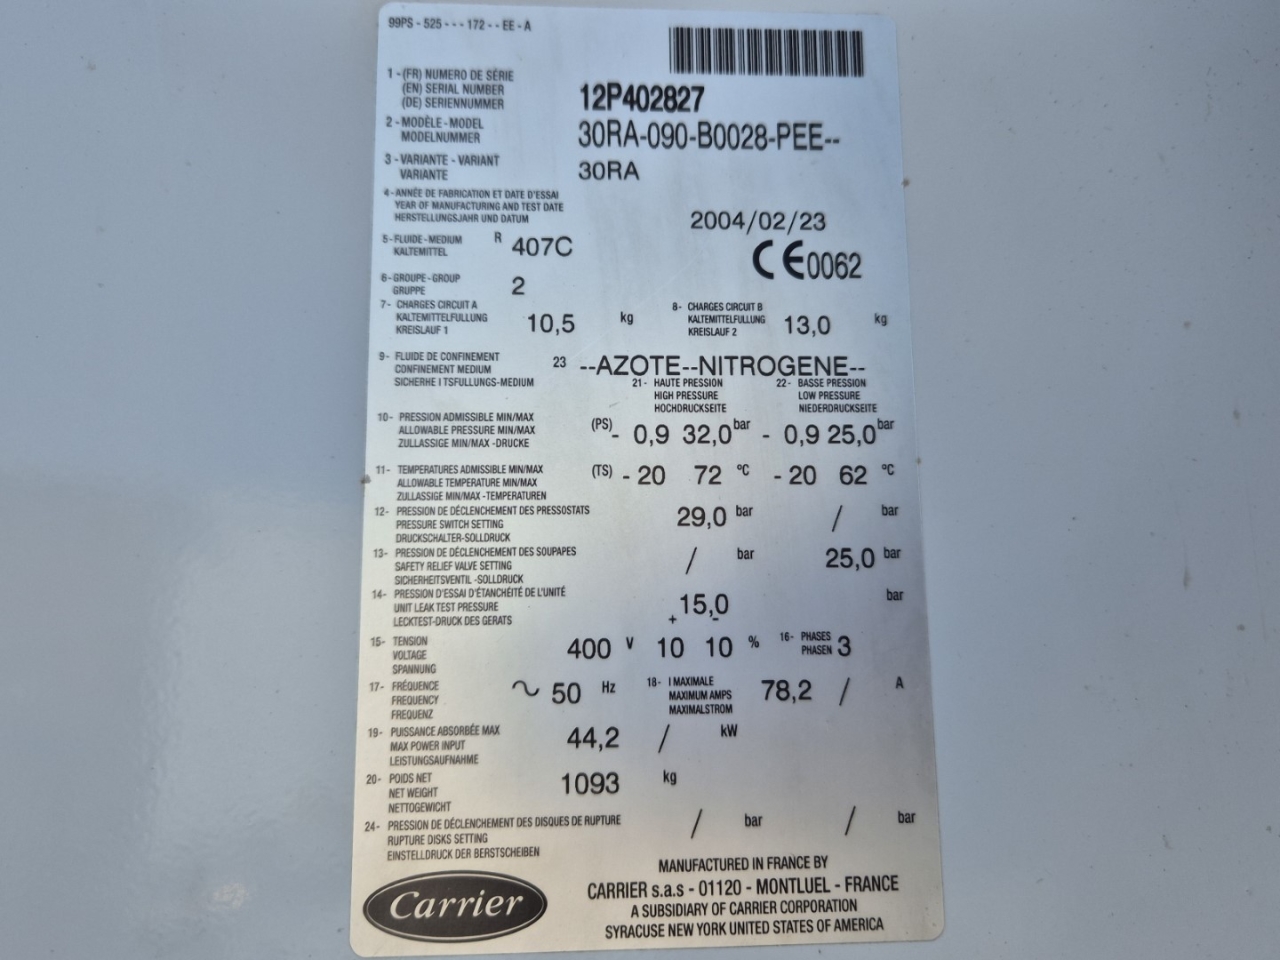 99PS - 525 - - - 172 - - EE - A
1 - (FR) NUMERO DE SÉRIE
(EN) SERIAL NUMBER
(DE) SERIENNUMMER
12P402827
2 - MODÈLE - MODEL
MODELNUMMER
30RA-090-B0028-PEE--
3 - VARIANTE - VARIANT
VARIANTE
30RA
4 - ANNÉE DE FABRICATION ET DATE D'ESSAI
YEAR OF MANUFACTURING AND TEST DATE
HERSTELLUNGSJAHR UND DATUM
2004/02/23
5 - FLUIDE - MEDIUM
KALTEMITTEL
R 407C
CE0062
6 - GROUPE - GROUP
GRUPPE
2
7 - CHARGES CIRCUIT A
KALTEMITTELFULLUNG
KREISLAUF 1
10,5 kg
8 - CHARGES CIRCUIT B
KALTEMITTELFULLUNG
KREISLAUF 2
13,0 kg
9 - FLUIDE DE CONFINEMENT
CONFINEMENT MEDIUM
SICHERHE I TSFULLUNGS-MEDIUM
23 --AZOTE--NITROGENE--
21 - HAUTE PRESSION
HIGH PRESSURE
HOCHDRUCKSEITE
22 - BASSE PRESSION
LOW PRESSURE
NIEDERDRUCKSEITE
10 - PRESSION ADMISSIBLE MIN/MAX
ALLOWABLE PRESSURE MIN/MAX
ZULLASSIGE MIN/MAX -DRUCKE
(PS) - 0,9 32,0 bar - 0,9 25,0 bar
11 - TEMPERATURES ADMISSIBLE MIN/MAX
ALLOWABLE TEMPERATURE MIN/MAX
ZULLASSIGE MIN/MAX -TEMPERATUREN
(TS) - 20 72 °C - 20 62 °C
12 - PRESSION DE DÉCLENCHEMENT DES PRESSOSTATS
PRESSURE SWITCH SETTING
DRUCKSCHALTER-SOLLDRUCK
29,0 bar / bar
13 - PRESSION DE DÉCLENCHEMENT DES SOUPAPES
SAFETY RELIEF VALVE SETTING
SICHERHEITSVENTIL -SOLLDRUCK
/ bar 25,0 bar
14 - PRESSION D'ESSAI D'ÉTANCHÉITÉ DE L'UNITÉ
UNIT LEAK TEST PRESSURE
LECKTEST-DRUCK DES GERATS
15,0 bar
15 - TENSION
VOLTAGE
SPANNUNG
400 V + 10 - 10 %
16 - PHASES
PHASEN
3
17 - FRÉQUENCE
FREQUENCY
FREQUENZ
~ 50 Hz
18 - I MAXIMALE
MAXIMUM AMPS
MAXIMALSTROM
78,2 / A
19 - PUISSANCE ABSORBÉE MAX
MAX POWER INPUT
LEISTUNGSAUFNAHME
44,2 / kW
20 - POIDS NET
NET WEIGHT
NETTOGEWICHT
1093 kg
24 - PRESSION DE DÉCLENCHEMENT DES DISQUES DE RUPTURE
RUPTURE DISKS SETTING
EINSTELLDRUCK DER BERSTSCHEIBEN
/ bar / bar
Carrier
MANUFACTURED IN FRANCE BY
CARRIER s.a.s - 01120 - MONTLUEL - FRANCE
A SUBSIDIARY OF CARRIER CORPORATION
SYRACUSE NEW YORK UNITED STATES OF AMERICA